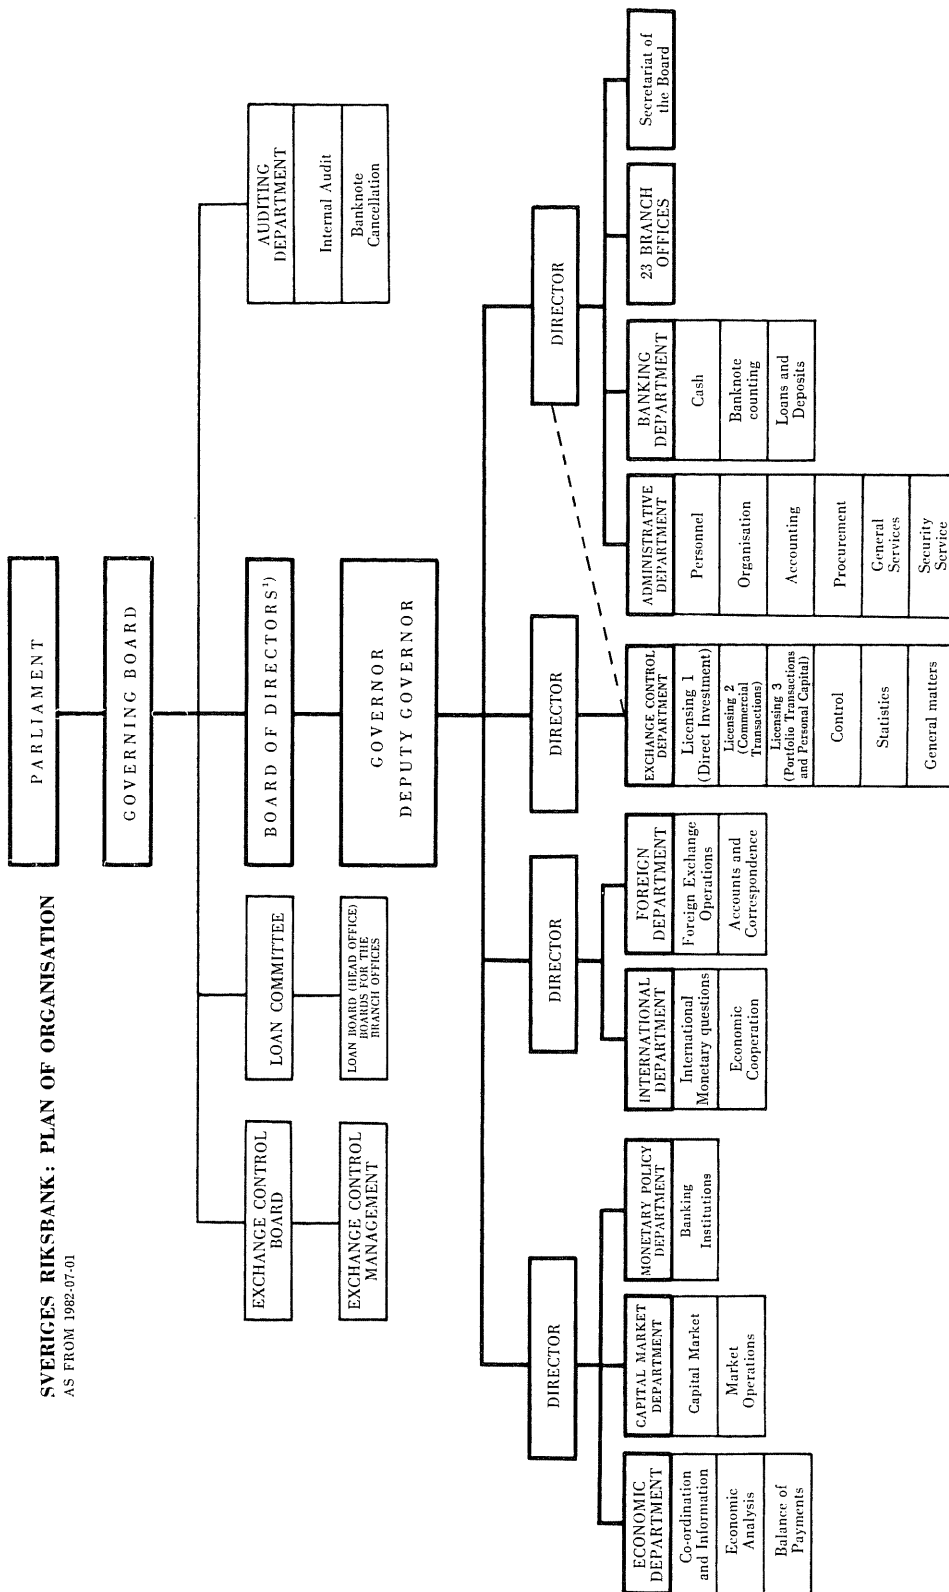 SVERIGES RIKSBANK: PLAN OF ORGANISATION
AS FROM 1982-07-01
PARLIAMENT
GOVERNING BOARD
EXCHANGE CONTROL
BOARD
EXCHANGE CONTROL
MANAGEMENT
LOAN COMMITTEE
LOAN BOARD (HEAD OFFICE)
BOARDS FOR THE
BRANCH OFFICES
BOARD OF DIRECTORS¹)
GOVERNOR
DEPUTY GOVERNOR
AUDITING
DEPARTMENT
Internal Audit
Banknote
Cancellation
DIRECTOR
DIRECTOR
DIRECTOR
DIRECTOR
ECONOMIC
DEPARTMENT
Co-ordination
and Information
Economic
Analysis
Balance of
Payments
CAPITAL MARKET
DEPARTMENT
Capital Market
Market
Operations
MONETARY POLICY
DEPARTMENT
Banking
Institutions
INTERNATIONAL
DEPARTMENT
International
Monetary questions
Economic
Cooperation
FOREIGN
DEPARTMENT
Foreign Exchange
Operations
Accounts and
Correspondence
EXCHANGE CONTROL
DEPARTMENT
Licensing 1
(Direct Investment)
Licensing 2
(Commercial
Transactions)
Licensing 3
(Portfolio Transactions
and Personal Capital)
Control
Statistics
General matters
ADMINISTRATIVE
DEPARTMENT
Personnel
Organisation
Accounting
Procurement
General
Services
Security
Service
BANKING
DEPARTMENT
Cash
Banknote
counting
Loans and
Deposits
23 BRANCH
OFFICES
Secretariat of
the Board